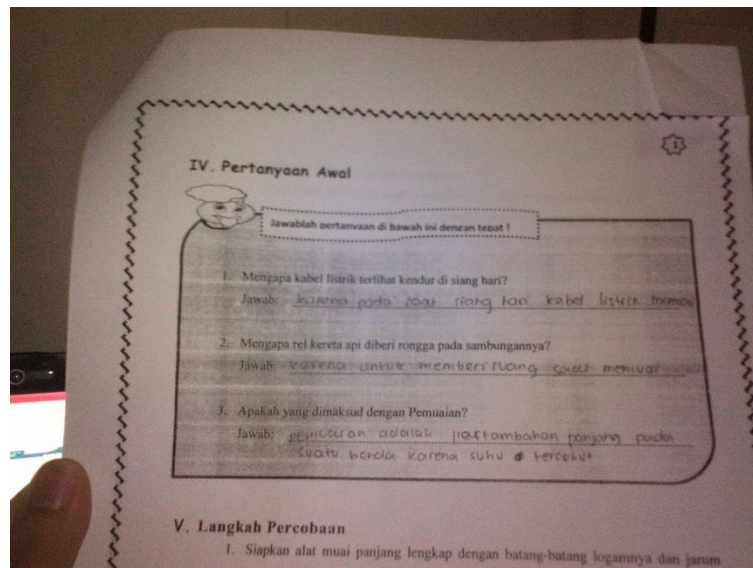 1
IV. Pertanyaan Awal
Jawablah pertanyaan di bawah ini dengan tepat !
1. Mengapa kabel listrik terlihat kendur di siang hari?
Jawab: karena pada saat siang hari kabel listrik memuai
2. Mengapa rel kereta api diberi rongga pada sambungannya?
Jawab: karena untuk memberi ruang saat memuai
3. Apakah yang dimaksud dengan Pemuaian?
Jawab: pemuaian adalah pertambahan panjang pada
suatu benda karena suhu tersebut
V. Langkah Percobaan
1. Siapkan alat muai panjang lengkap dengan batang-batang logamnya dan jarum